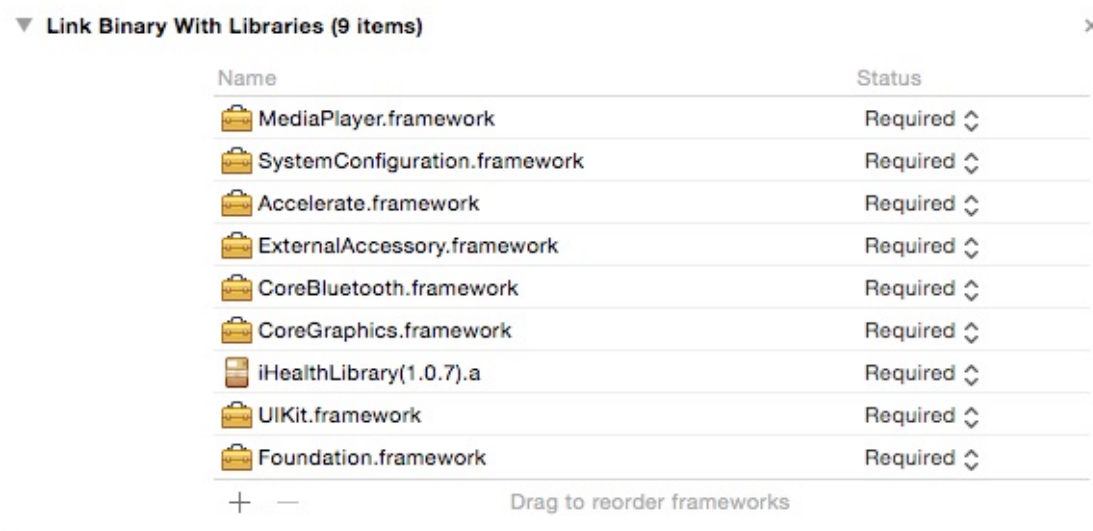 Link Binary With Libraries (9 items)
Name Status
MediaPlayer.framework Required
SystemConfiguration.framework Required
Accelerate.framework Required
ExternalAccessory.framework Required
CoreBluetooth.framework Required
CoreGraphics.framework Required
iHealthLibrary(1.0.7).a Required
UIKit.framework Required
Foundation.framework Required
Drag to reorder frameworks